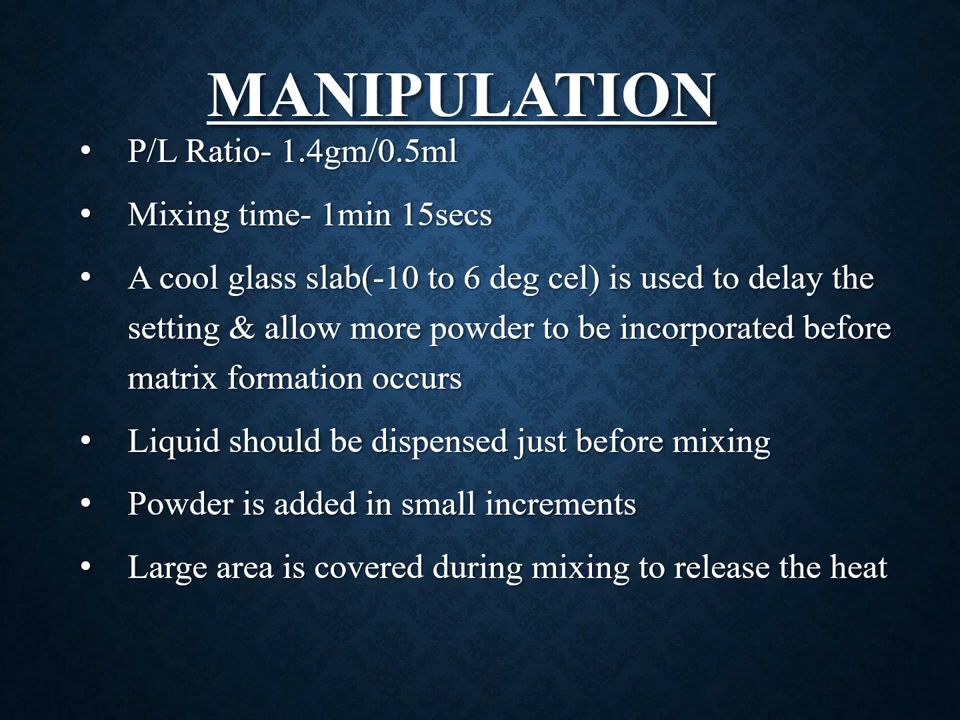 MANIPULATION
• P/L Ratio- 1.4gm/0.5ml
• Mixing time- 1min 15secs
• A cool glass slab(-10 to 6 deg cel) is used to delay the
setting & allow more powder to be incorporated before
matrix formation occurs
• Liquid should be dispensed just before mixing
• Powder is added in small increments
• Large area is covered during mixing to release the heat